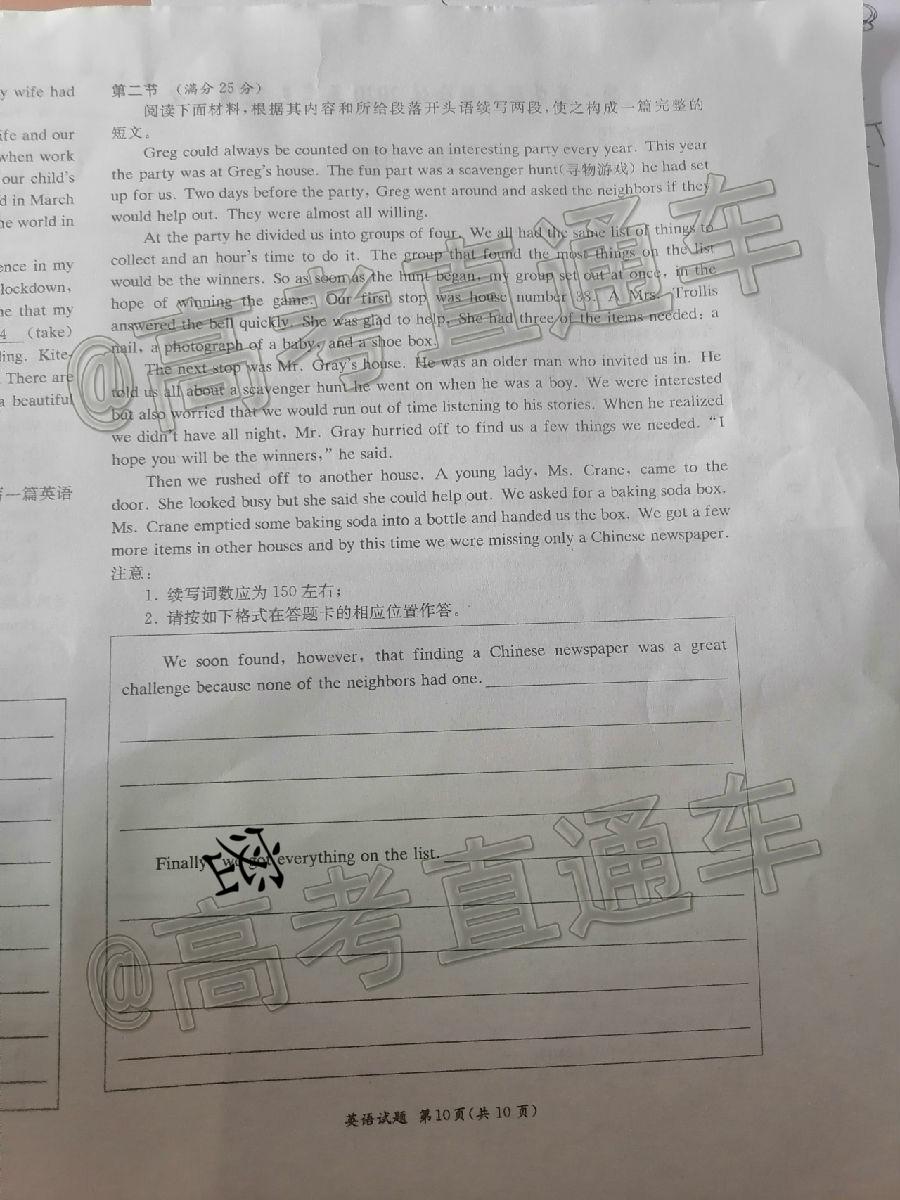 y wife had
ife and our
when work
our child's
d in March
he world in
ence in my
lockdown,
ne that my
4 (take)
ling. Kite-
There are
a beautiful
写一篇英语
第二节 (满分25分)
阅读下面材料,根据其内容和所给段落开头语续写两段,使之构成一篇完整的
短文。
Greg could always be counted on to have an interesting party every year. This year
the party was at Greg's house. The fun part was a scavenger hunt(寻物游戏) he had set
up for us. Two days before the party, Greg went around and asked the neighbors if they
would help out. They were almost all willing.
At the party he divided us into groups of four. We all had the same list of things to
collect and an hour's time to do it. The group that found the most things on the list
would be the winners. So as soon as the hunt began, my group set out at once, in the
hope of winning the game. Our first stop was house number 38. A Mrs. Trollis
answered the bell quickly. She was glad to help. She had three of the items needed: a
nail, a photograph of a baby, and a shoe box.
The next stop was Mr. Gray's house. He was an older man who invited us in. He
told us all about a scavenger hunt he went on when he was a boy. We were interested
but also worried that we would run out of time listening to his stories. When he realized
we didn't have all night, Mr. Gray hurried off to find us a few things we needed. “I
hope you will be the winners,” he said.
Then we rushed off to another house. A young lady, Ms. Crane, came to the
door. She looked busy but she said she could help out. We asked for a baking soda box.
Ms. Crane emptied some baking soda into a bottle and handed us the box. We got a few
more items in other houses and by this time we were missing only a Chinese newspaper.
注意:
1. 续写词数应为150左右;
2. 请按如下格式在答题卡的相应位置作答。
We soon found, however, that finding a Chinese newspaper was a great
challenge because none of the neighbors had one.
Finally, we got everything on the list.
密
英语试题 第10页(共10页)
@高考直通车
@高考直通车